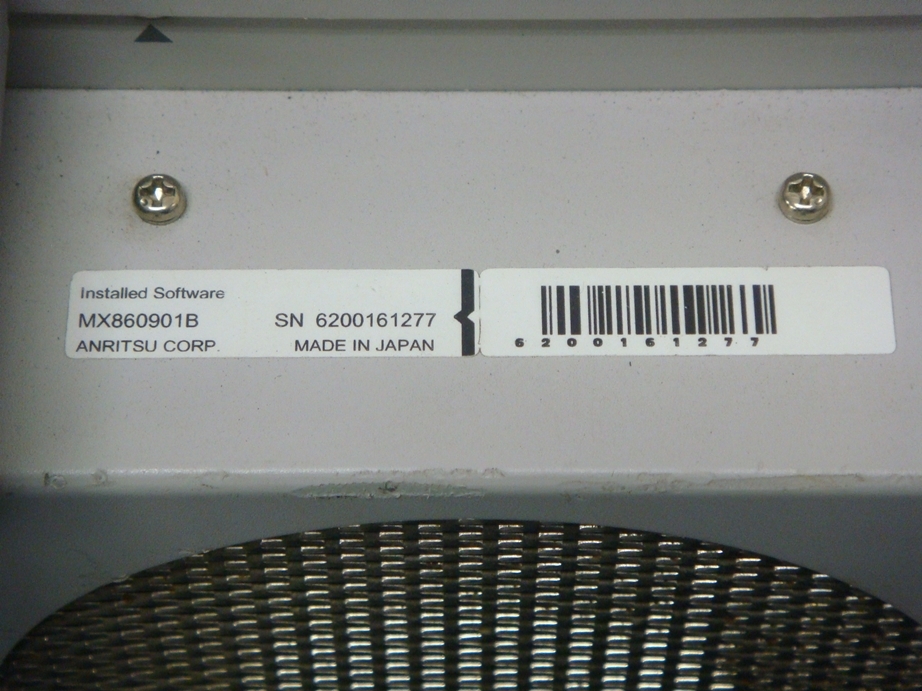 Installed Software
MX860901B SN 6200161277
ANRITSU CORP. MADE IN JAPAN
6200161277